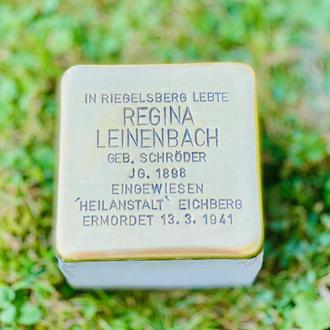 IN RIEGELSBERG LEBTE
REGINA
LEINENBACH
GEB. SCHRÖDER
JG. 1898
EINGEWIESEN
'HEILANSTALT' EICHBERG
ERMORDET 13. 3. 1941